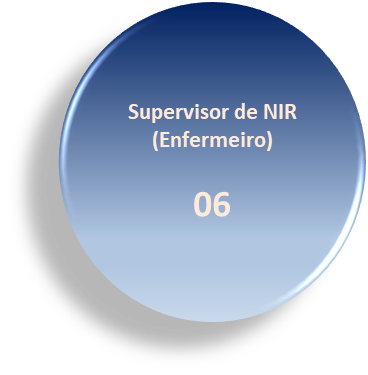 Supervisor de NIR
(Enfermeiro)
06